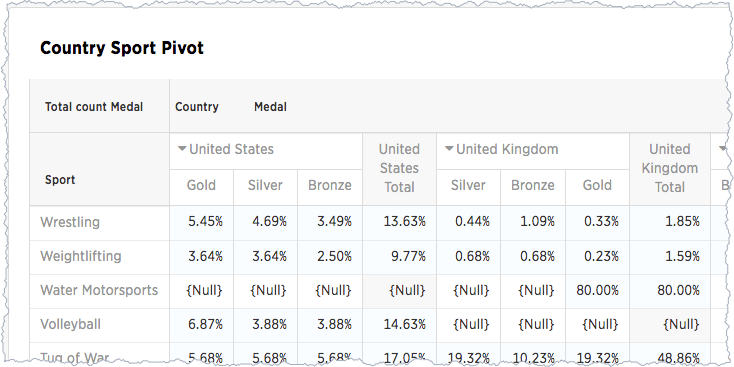 Country Sport Pivot
Total count Medal Country Medal
Sport United States United States Total United Kingdom United Kingdom Total
Gold Silver Bronze Silver Bronze Gold
Wrestling 5.45% 4.69% 3.49% 13.63% 0.44% 1.09% 0.33% 1.85%
Weightlifting 3.64% 3.64% 2.50% 9.77% 0.68% 0.68% 0.23% 1.59%
Water Motorsports {Null} {Null} {Null} {Null} {Null} {Null} 80.00% 80.00%
Volleyball 6.87% 3.88% 3.88% 14.63% {Null} {Null} {Null} {Null}
Tug of War 5.68% 5.68% 5.68% 17.05% 19.32% 10.23% 19.32% 48.86%